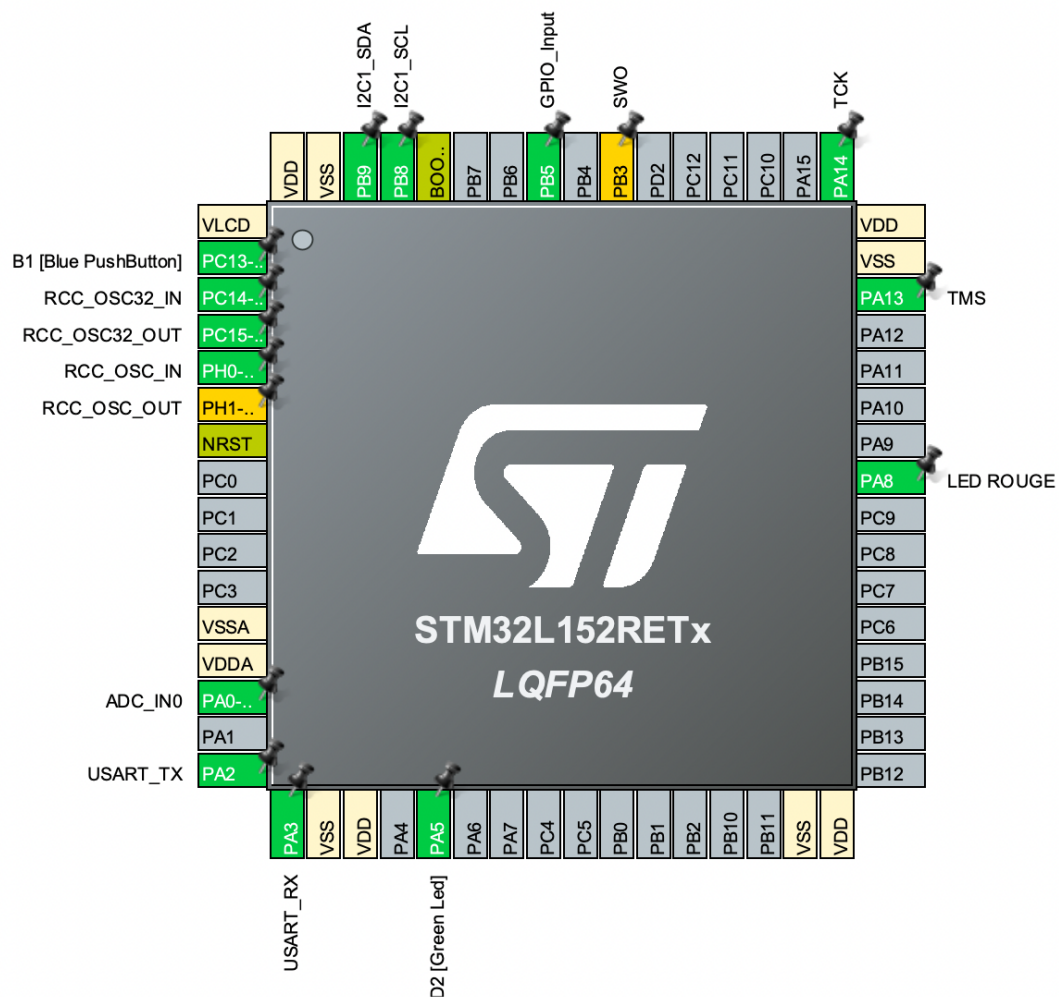 I2C1_SDA
I2C1_SCL
GPIO_Input
SWO
TCK
VDD
VSS
PB9
PB8
BOO..
PB7
PB6
PB5
PB4
PB3
PD2
PC12
PC11
PC10
PA15
PA14
VLCD
B1 [Blue PushButton] PC13-..
RCC_OSC32_IN PC14-..
RCC_OSC32_OUT PC15-..
RCC_OSC_IN PH0-..
RCC_OSC_OUT PH1-..
NRST
PC0
PC1
PC2
PC3
VSSA
VDDA
ADC_IN0 PA0-..
PA1
USART_TX PA2
VDD
VSS
PA13 TMS
PA12
PA11
PA10
PA9
PA8 LED ROUGE
PC9
PC8
PC7
PC6
PB15
PB14
PB13
PB12
ST
STM32L152RETx
LQFP64
PA3
VSS
VDD
PA4
PA5
PA6
PA7
PC4
PC5
PB0
PB1
PB2
PB10
PB11
VSS
VDD
USART_RX
D2 [Green Led]